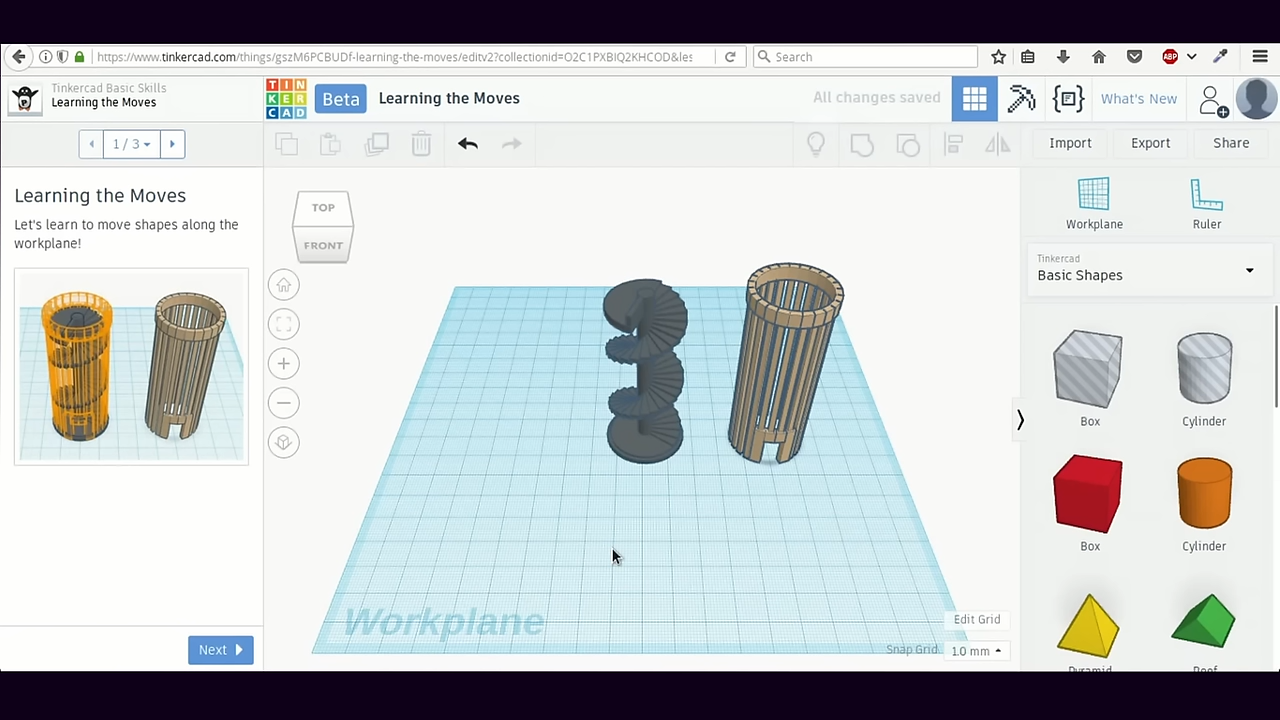 https://www.tinkercad.com/things/gszM6PCBUDf-learning-the-moves/editv2?collectionid=O2C1PXBIQ2KHCOD&les
Search
ABP
Tinkercad Basic Skills
Learning the Moves
TIN
KER
CAD
Beta
Learning the Moves
All changes saved
What's New
1 / 3
Import
Export
Share
Learning the Moves
Let's learn to move shapes along the
workplane!
TOP
FRONT
Workplane
Ruler
Tinkercad
Basic Shapes
Box
Cylinder
Box
Cylinder
Pyramid
Roof
Workplane
Edit Grid
Snap Grid
1.0 mm
Next